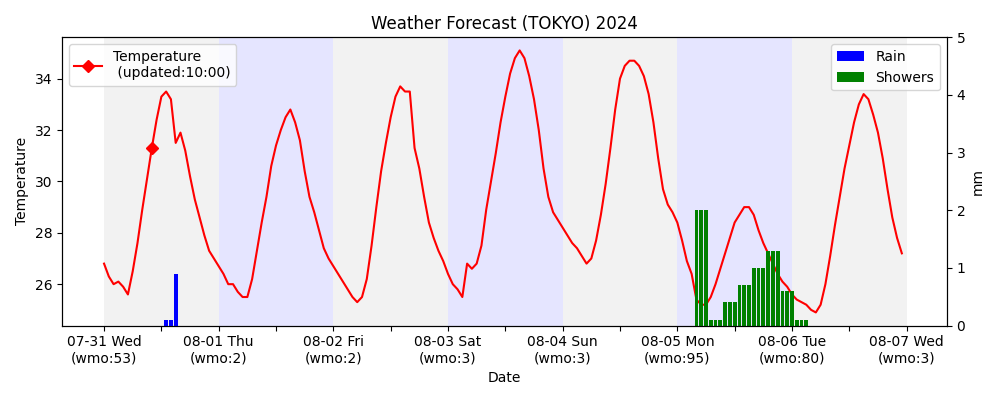 Weather Forecast (TOKYO) 2024
Temperature
(updated:10:00)
Rain
Showers
Temperature
34
32
30
28
26
5
4
3
2
1
0
mm
07-31 Wed
(wmo:53)
08-01 Thu
(wmo:2)
08-02 Fri
(wmo:2)
08-03 Sat
(wmo:3)
08-04 Sun
(wmo:3)
08-05 Mon
(wmo:95)
08-06 Tue
(wmo:80)
08-07 Wed
(wmo:3)
Date